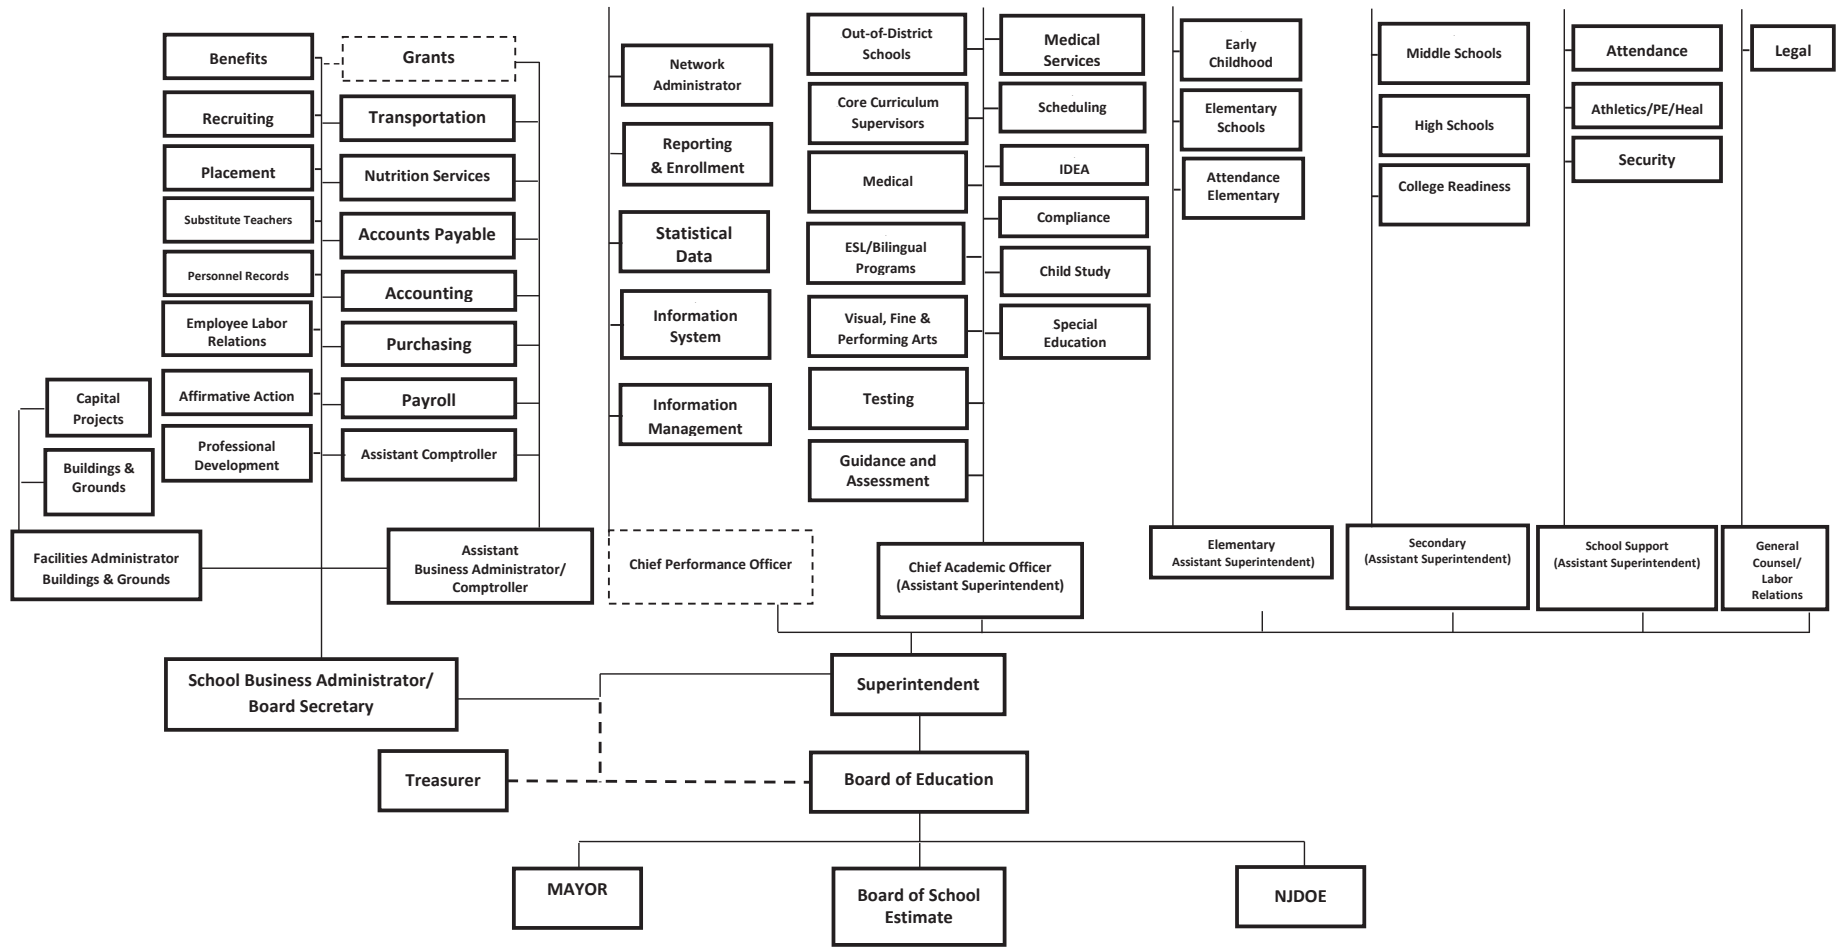 Benefits
Recruiting
Placement
Substitute Teachers
Personnel Records
Employee Labor
Relations
Affirmative Action
Professional
Development
Grants
Transportation
Nutrition Services
Accounts Payable
Accounting
Purchasing
Payroll
Assistant Comptroller
Capital
Projects
Buildings &
Grounds
Network
Administrator
Reporting
& Enrollment
Statistical
Data
Information
System
Information
Management
Out-of-District
Schools
Core Curriculum
Supervisors
Medical
ESL/Bilingual
Programs
Visual, Fine &
Performing Arts
Testing
Guidance and
Assessment
Medical
Services
Scheduling
IDEA
Compliance
Child Study
Special
Education
Early
Childhood
Elementary
Schools
Attendance
Elementary
Middle Schools
High Schools
College Readiness
Attendance
Athletics/PE/Heal
Security
Legal
Facilities Administrator
Buildings & Grounds
Assistant
Business Administrator/
Comptroller
Chief Performance Officer
Chief Academic Officer
(Assistant Superintendent)
Elementary
Assistant Superintendent)
Secondary
(Assistant Superintendent)
School Support
(Assistant Superintendent)
General
Counsel/
Labor
Relations
School Business Administrator/
Board Secretary
Superintendent
Treasurer
Board of Education
MAYOR
Board of School
Estimate
NJDOE